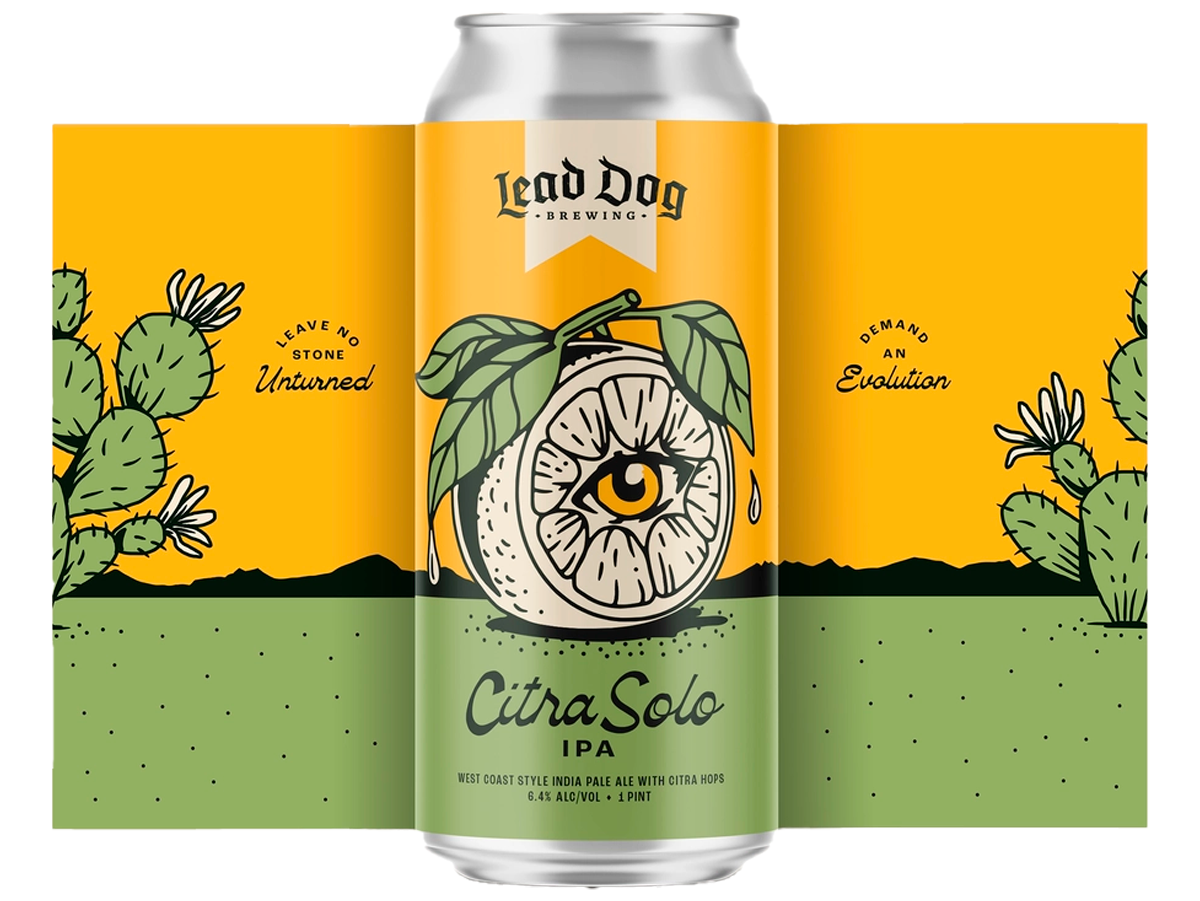 Lead Dog
• BREWING •
LEAVE NO
STONE
Unturned
DEMAND
AN
Evolution
Citra Solo
IPA
WEST COAST STYLE INDIA PALE ALE WITH CITRA HOPS
6.4% ALC/VOL • 1 PINT